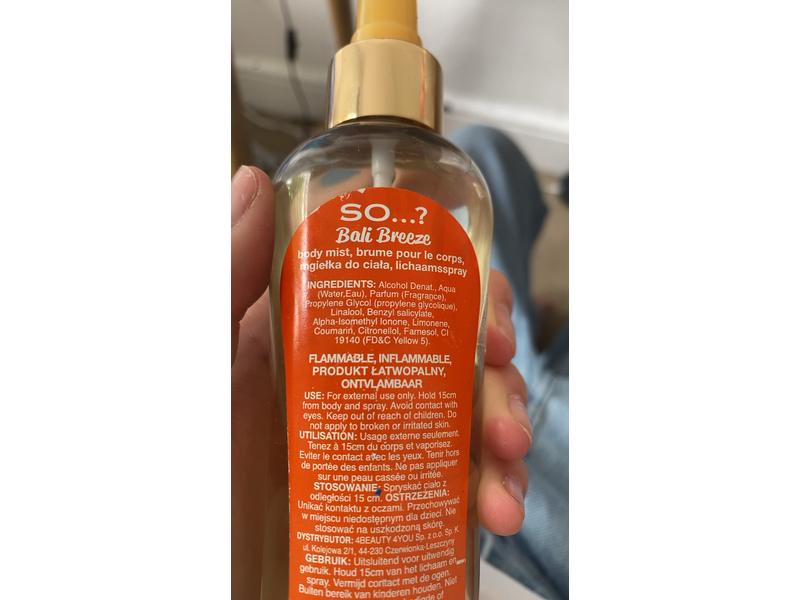 SO...?
Bali Breeze
body mist, brume pour le corps,
mgiełka do ciała, lichaamsspray
INGREDIENTS: Alcohol Denat., Aqua
(Water,Eau), Parfum (Fragrance),
Propylene Glycol (propylène glycolique),
Linalool, Benzyl salicylate,
Alpha-Isomethyl Ionone, Limonene,
Coumarin, Citronellol, Farnesol, CI
19140 (FD&C Yellow 5).
FLAMMABLE, INFLAMMABLE,
PRODUKT ŁATWOPALNY,
ONTVLAMBAAR
USE: For external use only. Hold 15cm
from body and spray. Avoid contact with
eyes. Keep out of reach of children. Do
not apply to broken or irritated skin.
UTILISATION: Usage externe seulement.
Tenez à 15cm du corps et vaporisez.
Eviter le contact avec les yeux. Tenir hors
de portée des enfants. Ne pas appliquer
sur une peau cassée ou irritée.
STOSOWANIE: Spryskać ciało z
odległości 15 cm. OSTRZEŻENIA:
Unikać kontaktu z oczami. Przechowywać
w miejscu niedostępnym dla dzieci. Nie
stosować na uszkodzoną skórę.
DYSTRYBUTOR: 4BEAUTY 4YOU Sp. z o.o. Sp. K
ul. Kolejowa 2/1, 44-230 Czerwionka-Leszczyny
GEBRUIK: Uitsluitend voor uitwendig
gebruik. Houd 15cm van het lichaam en
spray. Vermijd contact met de ogen.
Buiten bereik van kinderen houden. Niet
of